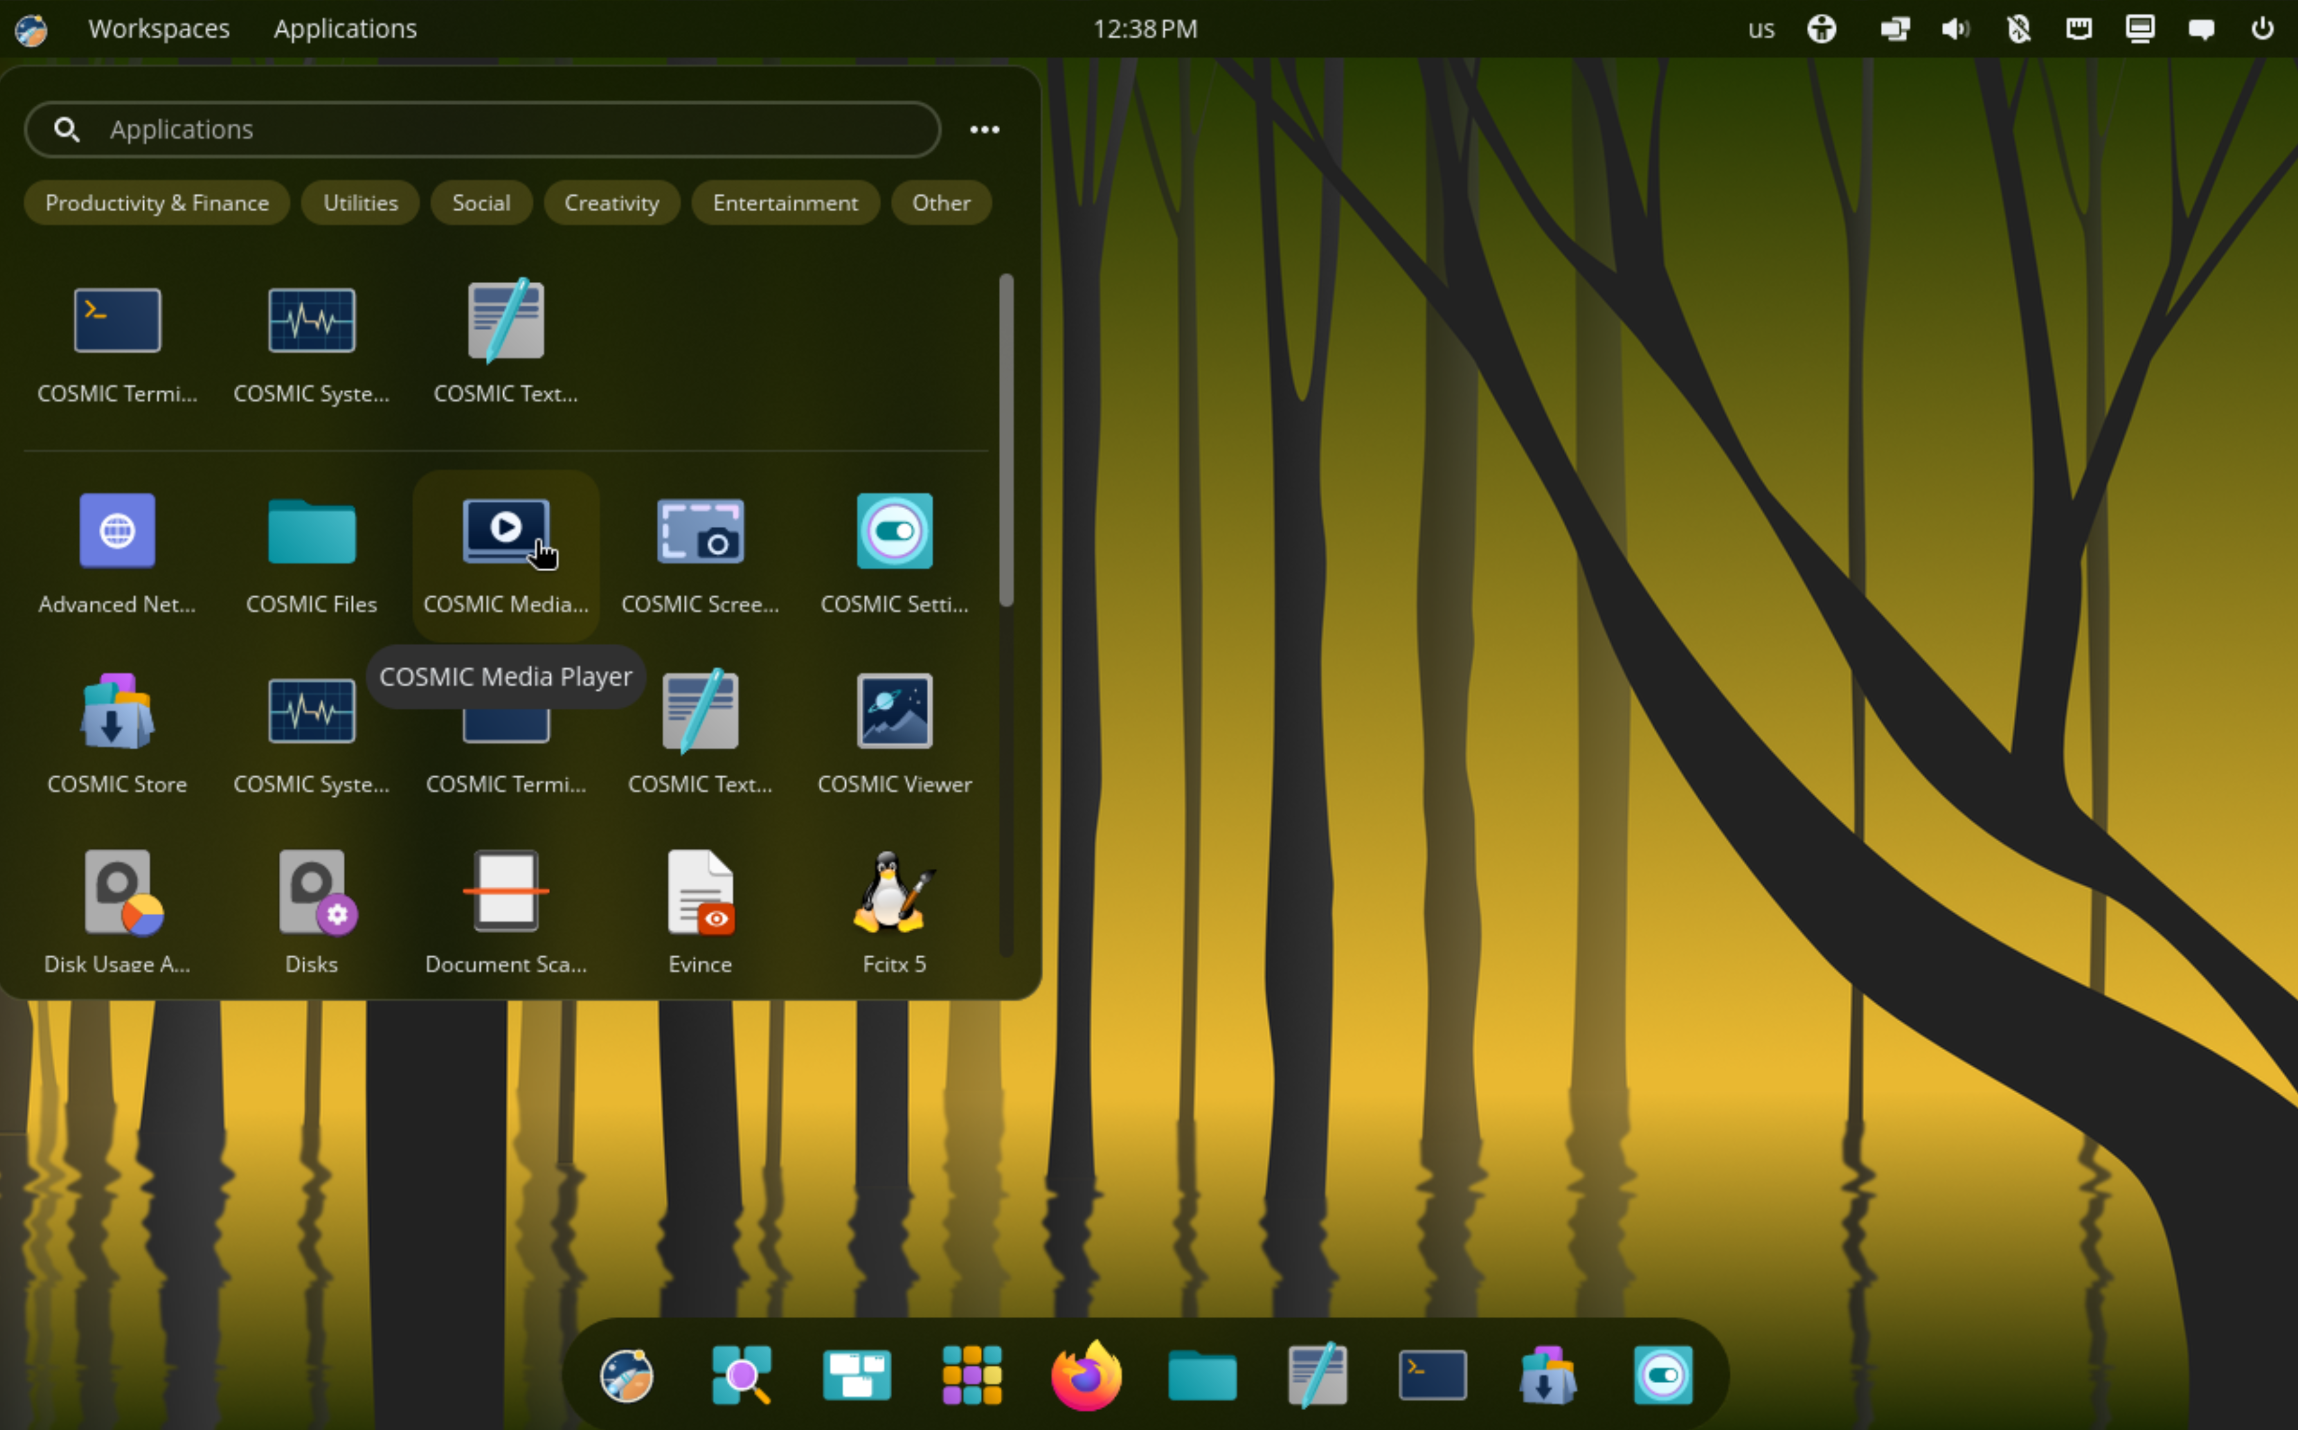 Workspaces Applications 12:38 PM us
Applications
Productivity & Finance Utilities Social Creativity Entertainment Other
COSMIC Termi... COSMIC Syste... COSMIC Text...
Advanced Net... COSMIC Files COSMIC Media... COSMIC Scree... COSMIC Setti...
COSMIC Media Player
COSMIC Store COSMIC Syste... COSMIC Termi... COSMIC Text... COSMIC Viewer
Disk Usage A... Disks Document Sca... Evince Fcitx 5